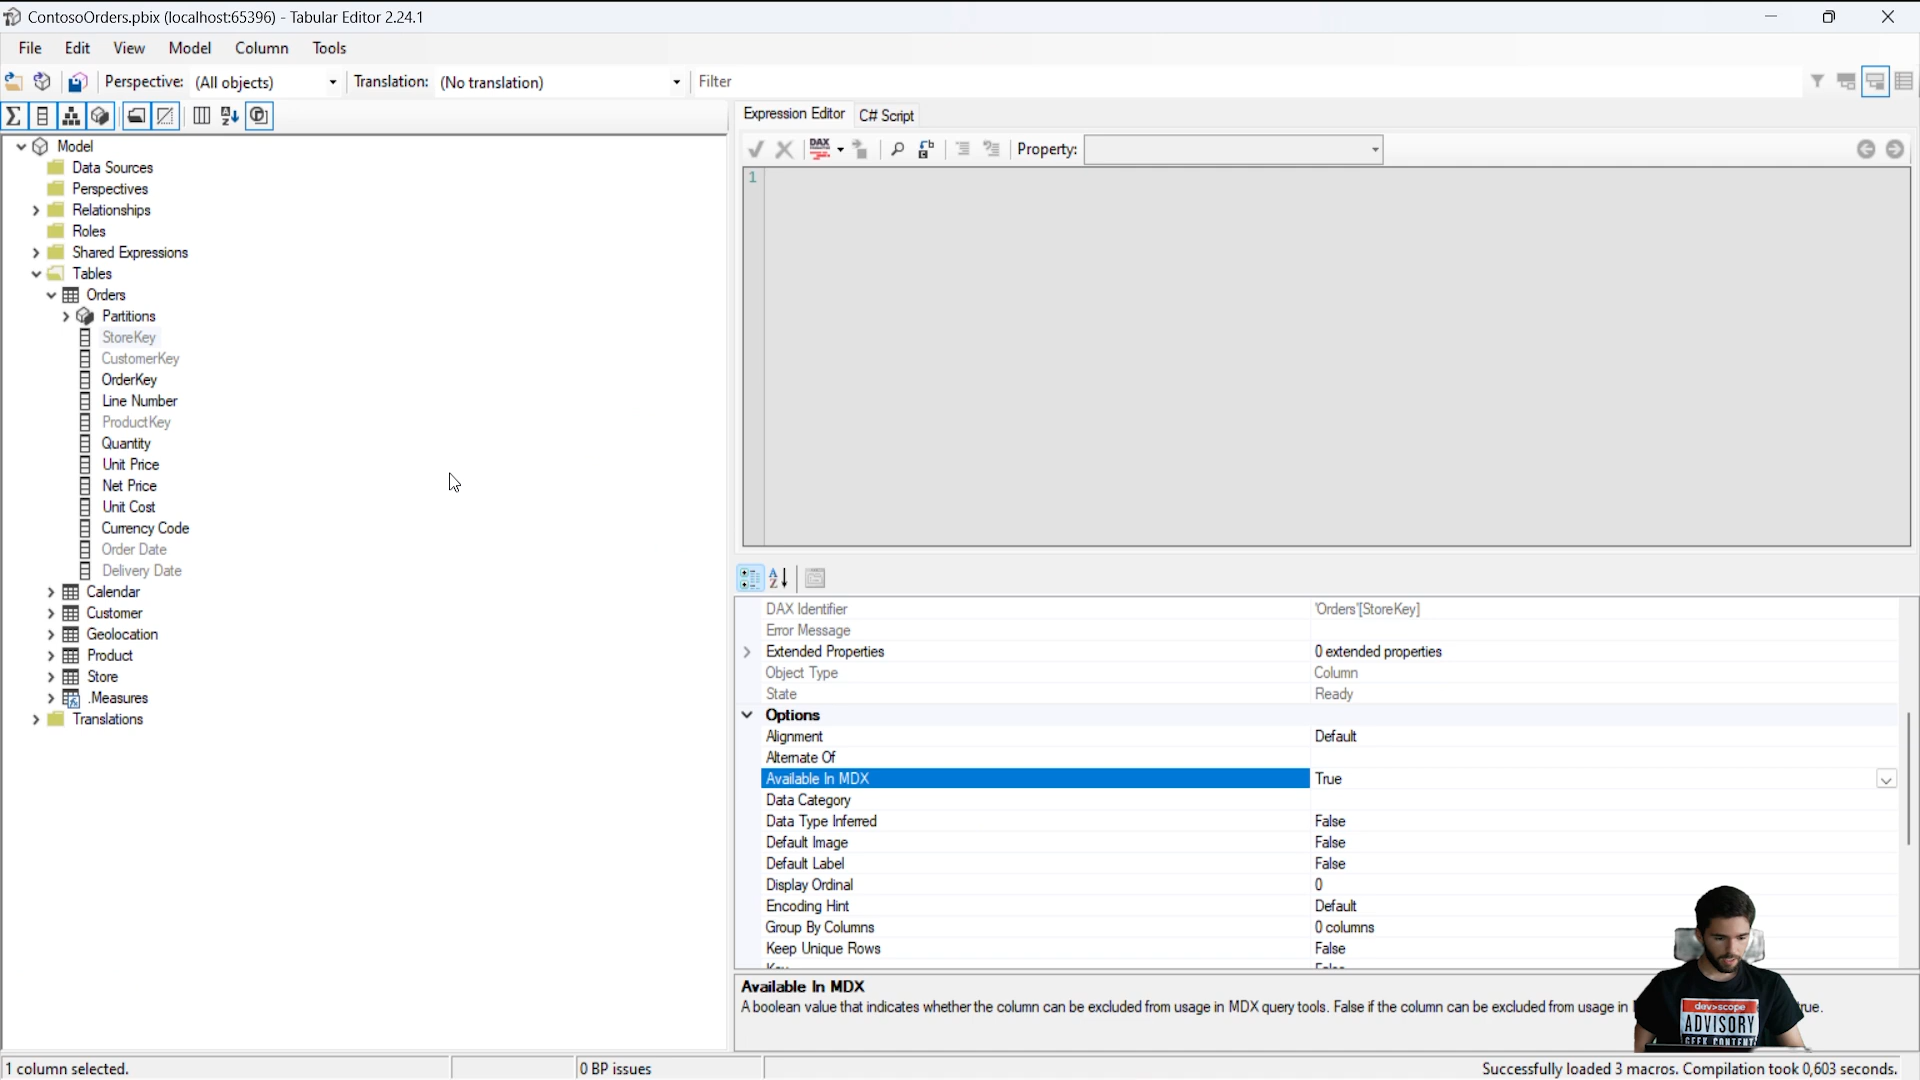 ContosoOrders.pbix (localhost:65396) - Tabular Editor 2.24.1
File Edit View Model Column Tools
Perspective: (All objects) Translation: (No translation) Filter
Expression Editor C# Script
DAX Property:
1
Model
Data Sources
Perspectives
Relationships
Roles
Shared Expressions
Tables
Orders
Partitions
StoreKey
CustomerKey
OrderKey
Line Number
ProductKey
Quantity
Unit Price
Net Price
Unit Cost
Currency Code
Order Date
Delivery Date
Calendar
Customer
Geolocation
Product
Store
.Measures
Translations
DAX Identifier 'Orders'[StoreKey]
Error Message
Extended Properties 0 extended properties
Object Type Column
State Ready
Options
Alignment Default
Alternate Of
Available In MDX True
Data Category
Data Type Inferred False
Default Image False
Default Label False
Display Ordinal 0
Encoding Hint Default
Group By Columns 0 columns
Keep Unique Rows False
Key False
Available In MDX
A boolean value that indicates whether the column can be excluded from usage in MDX query tools. False if the column can be excluded from usage in
dev>scope
ADVISORY
GEEK CONTENT
1 column selected. 0 BP issues Successfully loaded 3 macros. Compilation took 0,603 seconds.